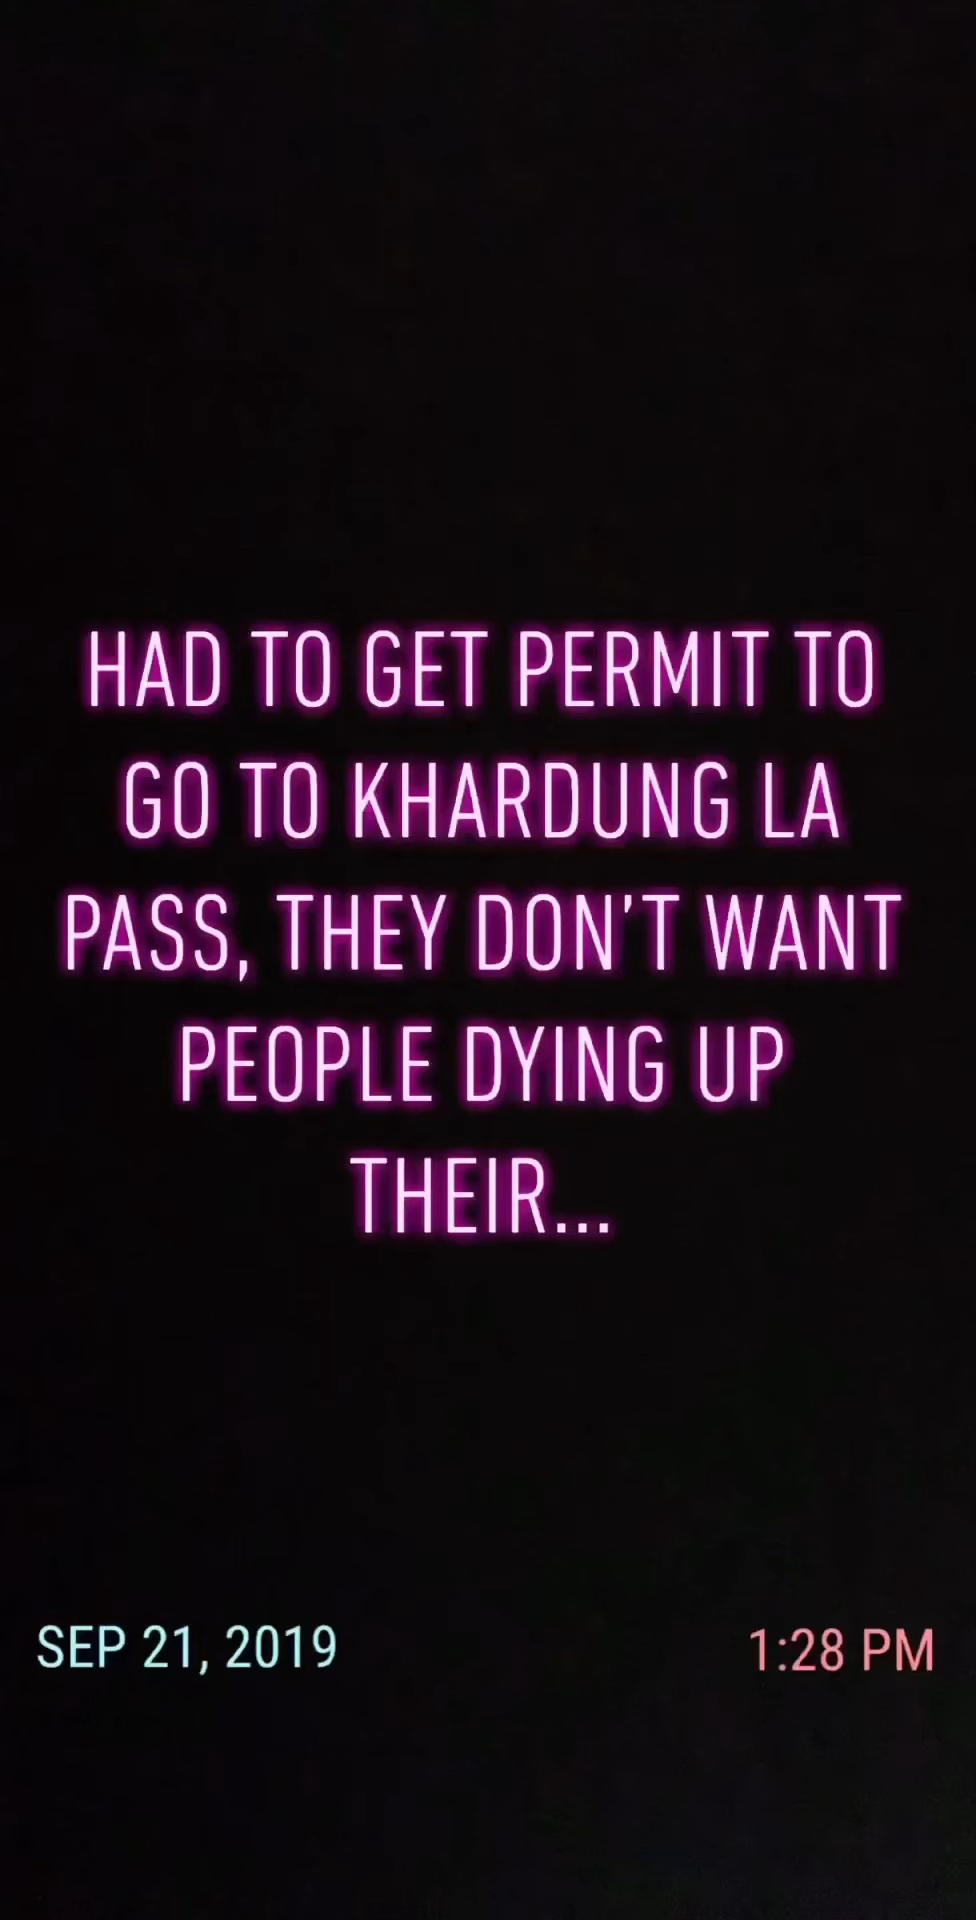 HAD TO GET PERMIT TO
GO TO KHARDUNG LA
PASS, THEY DON'T WANT
PEOPLE DYING UP
THEIR...
SEP 21, 2019
1:28 PM